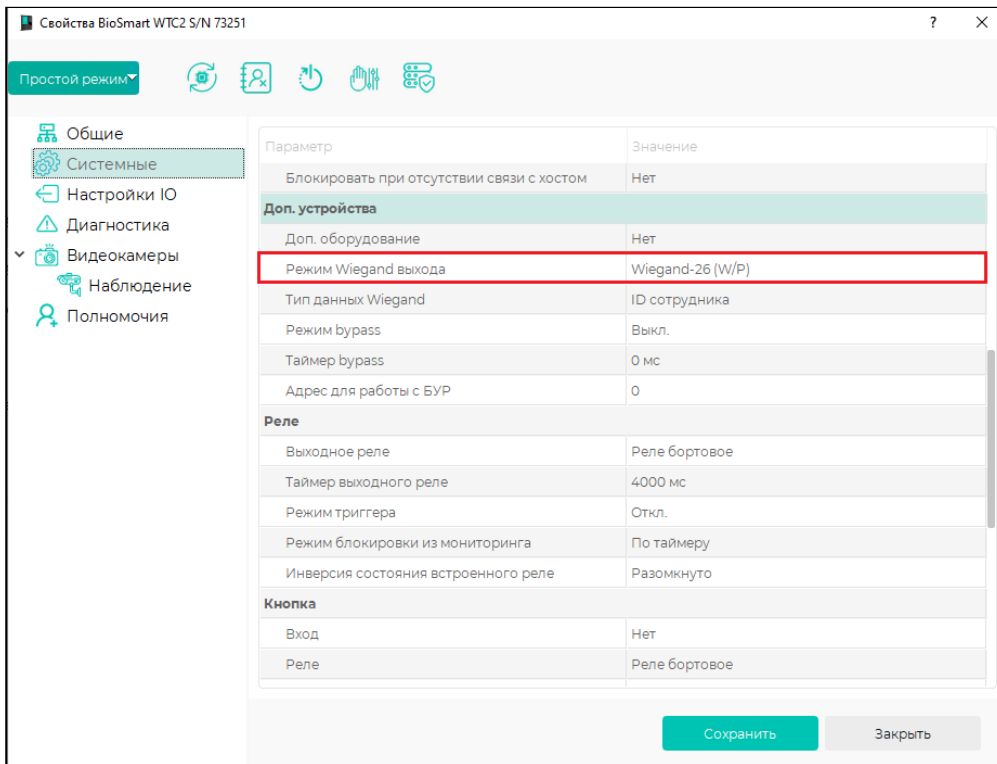 Свойства BioSmart WTC2 S/N 73251 ? ×
Простой режим
Общие
Системные
Настройки IO
Диагностика
Видеокамеры
Наблюдение
Полномочия
Параметр Значение
Блокировать при отсутствии связи с хостом Нет
Доп. устройства
Доп. оборудование Нет
Режим Wiegand выхода Wiegand-26 (W/P)
Тип данных Wiegand ID сотрудника
Режим bypass Выкл.
Таймер bypass 0 мс
Адрес для работы с БУР 0
Реле
Выходное реле Реле бортовое
Таймер выходного реле 4000 мс
Режим триггера Откл.
Режим блокировки из мониторинга По таймеру
Инверсия состояния встроенного реле Разомкнуто
Кнопка
Вход Нет
Реле Реле бортовое
Сохранить Закрыть